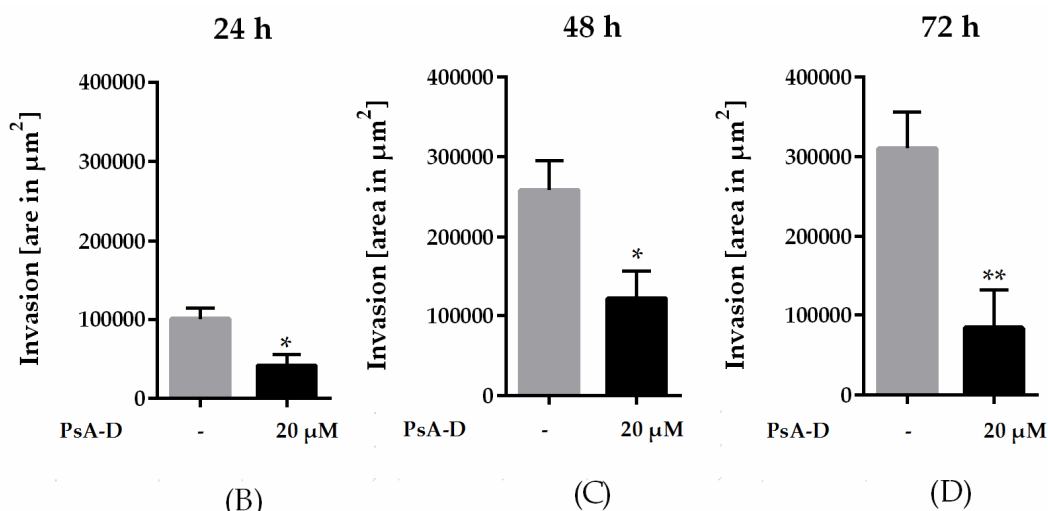 24 h
48 h
72 h
Invasion [are in µm²]
400000
300000
200000
100000
0
*
PsA-D
-
20 µM
(B)
Invasion [area in µm²]
400000
300000
200000
100000
0
*
PsA-D
-
20 µM
(C)
Invasion [area in µm²]
400000
300000
200000
100000
0
**
PsA-D
-
20 µM
(D)